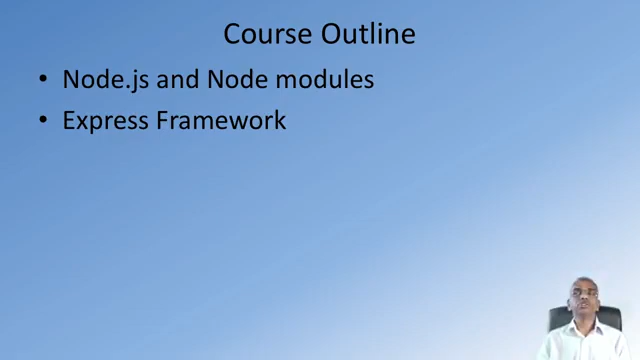 Course Outline
• Node.js and Node modules
• Express Framework